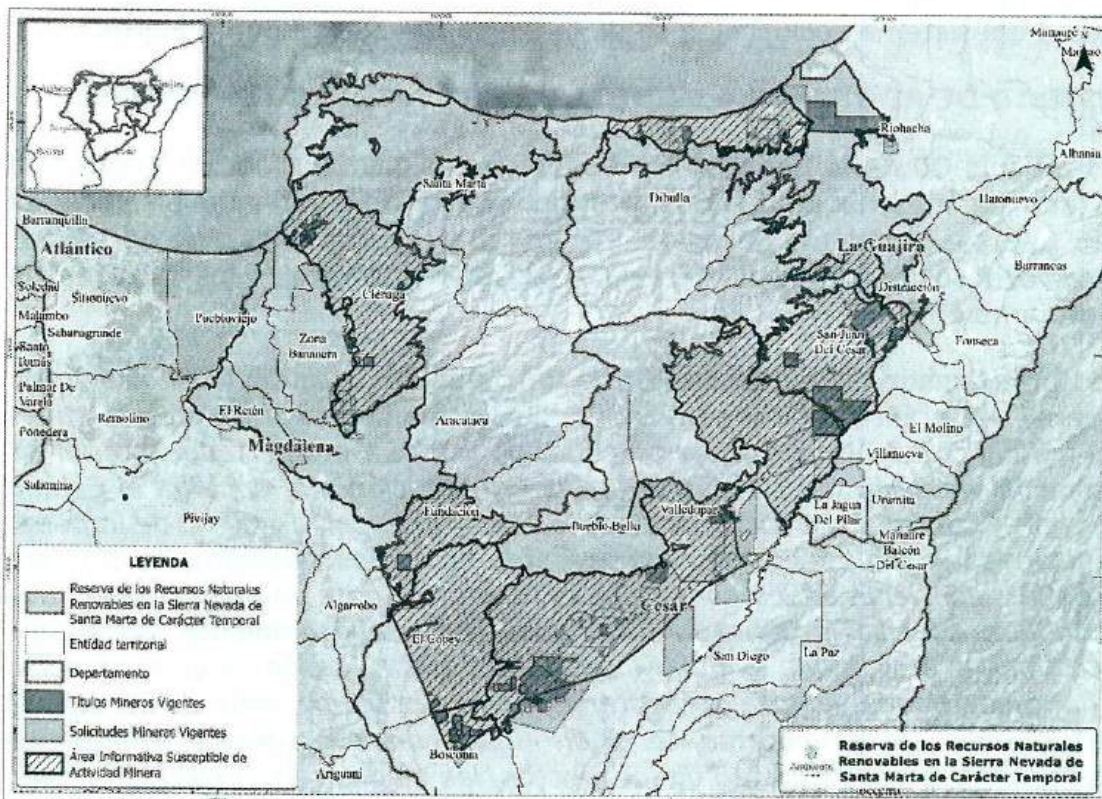 Manaure
Riohacha
Albania
Santa Marta
Dibulla
Hatonuevo
Barranquilla
Atlántico
La Guajira
Barrancas
Soledad
Sitionuevo
Ciénaga
Distracción
Malambo
Puebloviejo
Sabanagrande
Zona
Bananera
San Juan
Del Cesar
Fonseca
Santo
Tomás
Palmar De
Varela
Remolino
El Retén
Aracataca
El Molino
Ponedera
Magdalena
Villanueva
Salamina
Fundación
Valledupar
La Jagua
Del Pilar
Urumita
Pivijay
Pueblo Bello
Manaure
Balcón
Del Cesar
LEYENDA
Reserva de los Recursos Naturales
Renovables en la Sierra Nevada de
Santa Marta de Carácter Temporal
Entidad territorial
Departamento
Títulos Mineros Vigentes
Solicitudes Mineras Vigentes
Área Informativa Susceptible de
Actividad Minera
Algarrobo
Cesar
El Copey
San Diego
La Paz
Bosconia
Ariguaní
Ambiente
Reserva de los Recursos Naturales
Renovables en la Sierra Nevada de
Santa Marta de Carácter Temporal